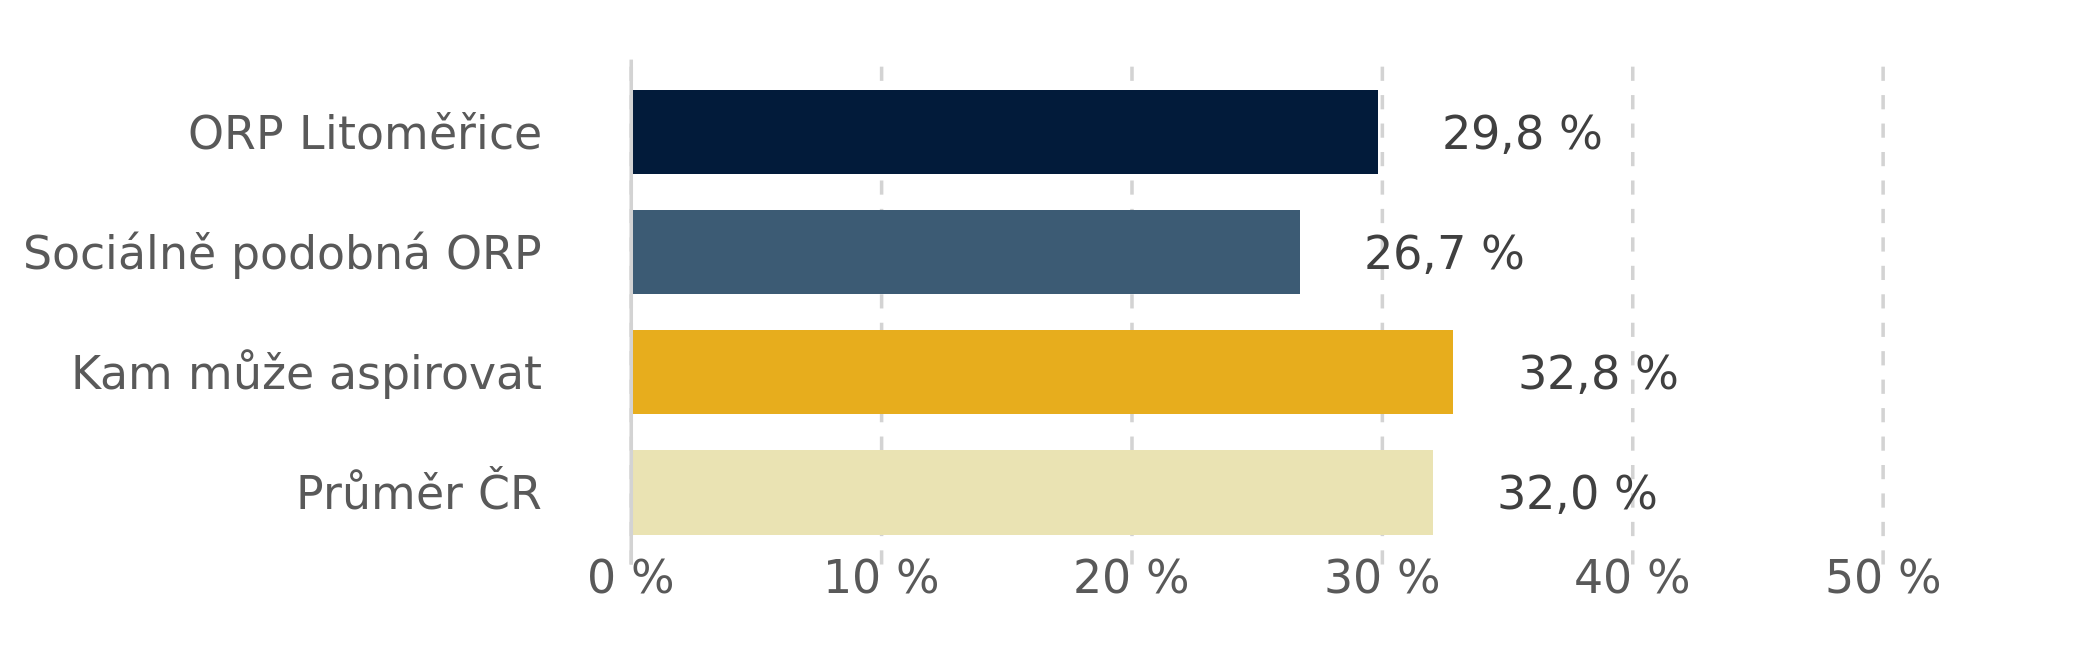 ORP Litoměřice 29,8 %
Sociálně podobná ORP 26,7 %
Kam může aspirovat 32,8 %
Průměr ČR 32,0 %
0 % 10 % 20 % 30 % 40 % 50 %